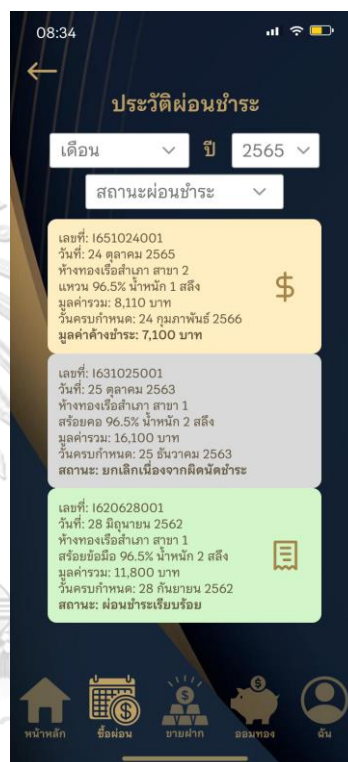 08:34
ประวัติผ่อนชำระ
เดือน ปี 2565
สถานะผ่อนชำระ
เลขที่: I651024001
วันที่: 24 ตุลาคม 2565
ห้างทองเรือสำเภา สาขา 2
แหวน 96.5% น้ำหนัก 1 สลึง
มูลค่ารวม: 8,110 บาท
วันครบกำหนด: 24 กุมภาพันธ์ 2566
มูลค่าค้างชำระ: 7,100 บาท
$
เลขที่: I631025001
วันที่: 25 ตุลาคม 2563
ห้างทองเรือสำเภา สาขา 1
สร้อยคอ 96.5% น้ำหนัก 2 สลึง
มูลค่ารวม: 16,100 บาท
วันครบกำหนด: 25 ธันวาคม 2563
สถานะ: ยกเลิกเนื่องจากผิดนัดชำระ
เลขที่: I620628001
วันที่: 28 มิถุนายน 2562
ห้างทองเรือสำเภา สาขา 1
สร้อยข้อมือ 96.5% น้ำหนัก 2 สลึง
มูลค่ารวม: 11,800 บาท
วันครบกำหนด: 28 กันยายน 2562
สถานะ: ผ่อนชำระเรียบร้อย
หน้าหลัก ซื้อผ่อน ขายฝาก ออมทอง ฉัน